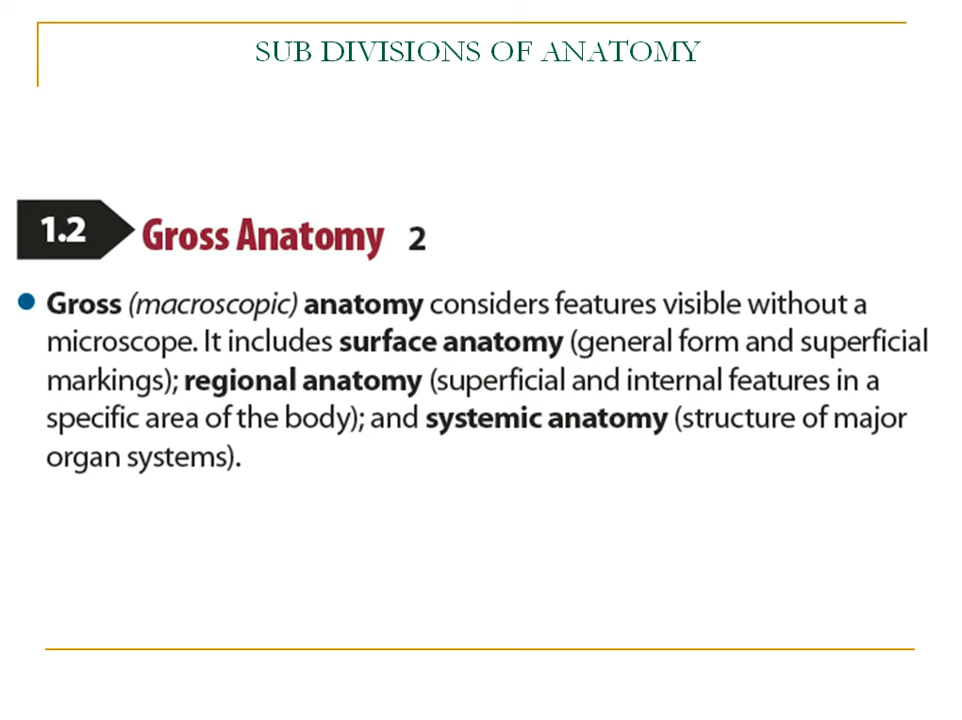 SUB DIVISIONS OF ANATOMY
1.2 Gross Anatomy 2
● Gross (macroscopic) anatomy considers features visible without a
microscope. It includes surface anatomy (general form and superficial
markings); regional anatomy (superficial and internal features in a
specific area of the body); and systemic anatomy (structure of major
organ systems).